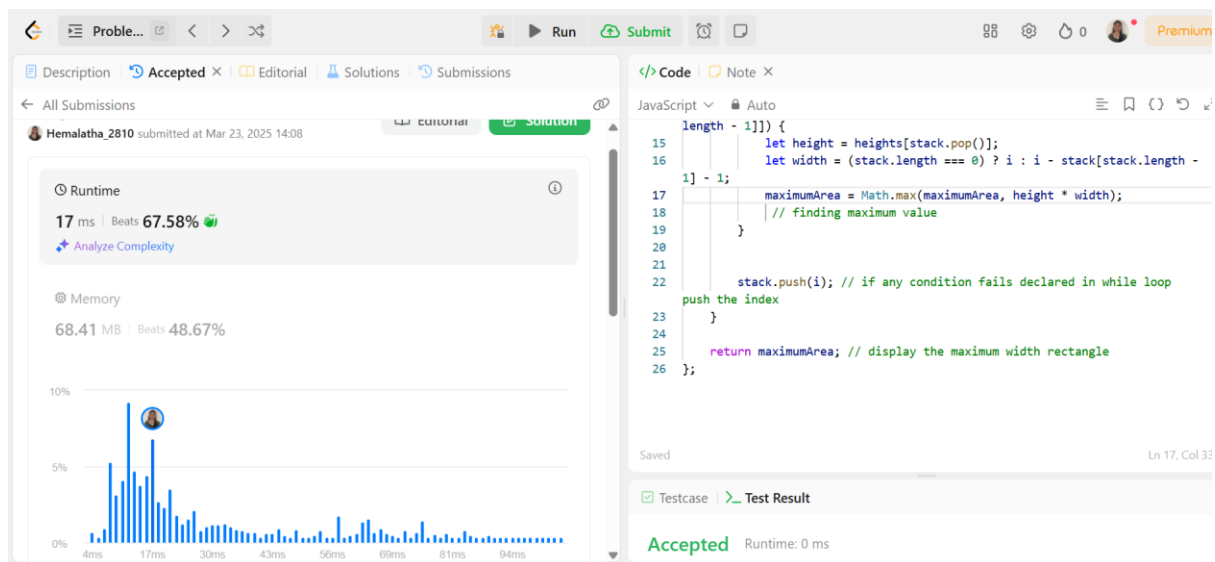 Proble...
Run
Submit
0
Premium
Description
Accepted
Editorial
Solutions
Submissions
All Submissions
Hemalatha_2810 submitted at Mar 23, 2025 14:08
Editorial
Solution
Runtime
17 ms | Beats 67.58%
Analyze Complexity
Memory
68.41 MB | Beats 48.67%
10%
5%
0%
4ms 17ms 30ms 43ms 56ms 69ms 81ms 94ms
</> Code
Note
JavaScript
Auto
length - 1]]) {
15 let height = heights[stack.pop()];
16 let width = (stack.length === 0) ? i : i - stack[stack.length -
1] - 1;
17 maximumArea = Math.max(maximumArea, height * width);
18 // finding maximum value
19 }
20
21
22 stack.push(i); // if any condition fails declared in while loop
push the index
23 }
24
25 return maximumArea; // display the maximum width rectangle
26 };
Saved
Ln 17, Col 33
Testcase
>_ Test Result
Accepted
Runtime: 0 ms